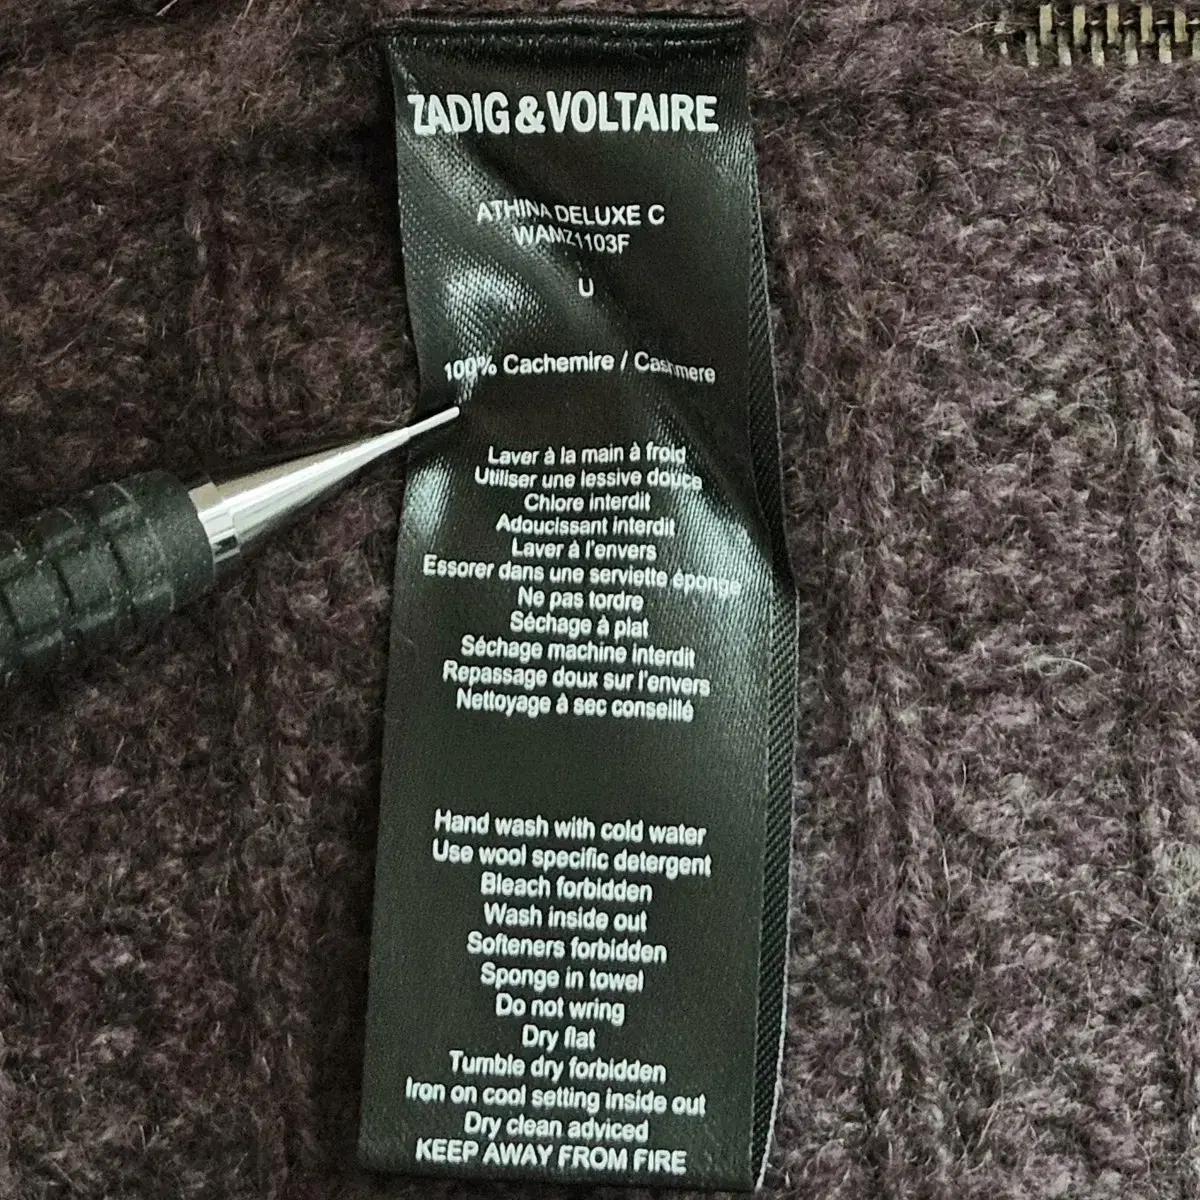 ZADIG & VOLTAIRE
ATHINA DELUXE C
WAMZ1103F
U
100% Cachemire / Cashmere
Laver à la main à froid
Utiliser une lessive douce
Chlore interdit
Adoucissant interdit
Laver à l'envers
Essorer dans une serviette éponge
Ne pas tordre
Séchage à plat
Séchage machine interdit
Repassage doux sur l'envers
Nettoyage à sec conseillé
Hand wash with cold water
Use wool specific detergent
Bleach forbidden
Wash inside out
Softeners forbidden
Sponge in towel
Do not wring
Dry flat
Tumble dry forbidden
Iron on cool setting inside out
Dry clean adviced
KEEP AWAY FROM FIRE